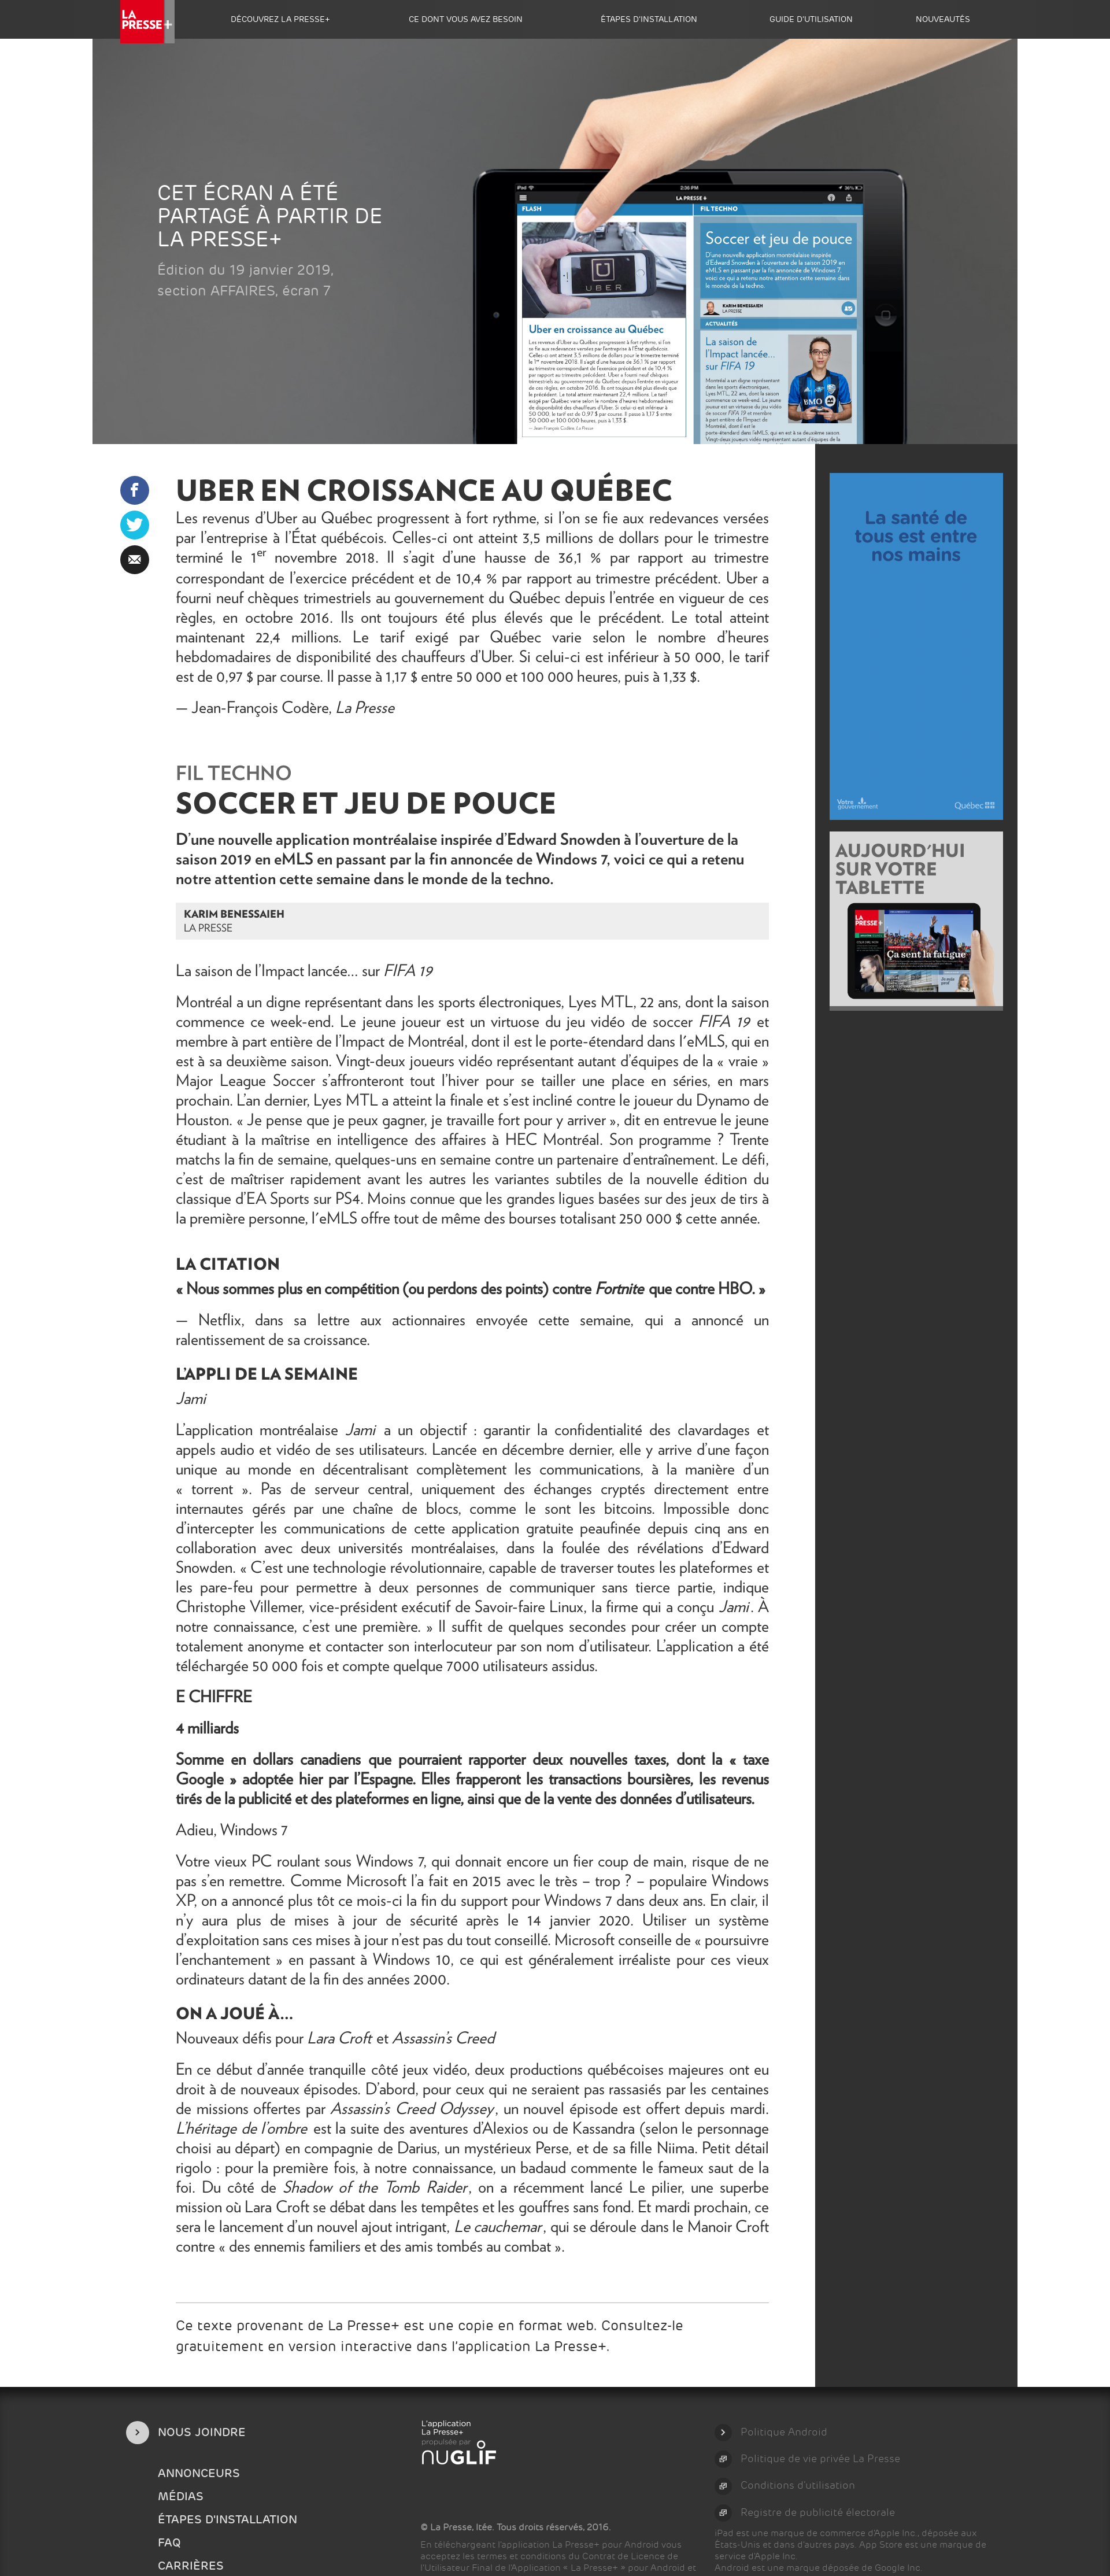 LA PRESSE+
DÉCOUVREZ LA PRESSE+
CE DONT VOUS AVEZ BESOIN
ÉTAPES D'INSTALLATION
GUIDE D'UTILISATION
NOUVEAUTÉS
CET ÉCRAN A ÉTÉ
PARTAGÉ À PARTIR DE
LA PRESSE+
Édition du 19 janvier 2019,
section AFFAIRES, écran 7
iPad
2:26 PM
LA PRESSE+
FLASH
FIL TECHNO
UBER
Uber en croissance au Québec
Soccer et jeu de pouce
D'une nouvelle application montréalaise inspirée
d'Edward Snowden à l'ouverture de la saison 2019 en
eMLS en passant par la fin annoncée de Windows 7,
voici ce qui a retenu notre attention cette semaine dans
le monde de la techno.
KARIM BENESSAIEH
LA PRESSE
ACTUALITÉS
La saison de
l'Impact lancée...
sur FIFA 19
UBER EN CROISSANCE AU QUÉBEC
Les revenus d'Uber au Québec progressent à fort rythme, si l'on se fie aux redevances versées
par l'entreprise à l'État québécois. Celles-ci ont atteint 3,5 millions de dollars pour le trimestre
terminé le 1er novembre 2018. Il s'agit d'une hausse de 36,1 % par rapport au trimestre
correspondant de l'exercice précédent et de 10,4 % par rapport au trimestre précédent. Uber a
fourni neuf chèques trimestriels au gouvernement du Québec depuis l'entrée en vigueur de ces
règles, en octobre 2016. Ils ont toujours été plus élevés que le précédent. Le total atteint
maintenant 22,4 millions. Le tarif exigé par Québec varie selon le nombre d'heures
hebdomadaires de disponibilité des chauffeurs d'Uber. Si celui-ci est inférieur à 50 000, le tarif
est de 0,97 $ par course. Il passe à 1,17 $ entre 50 000 et 100 000 heures, puis à 1,33 $.
— Jean-François Codère, La Presse
FIL TECHNO
SOCCER ET JEU DE POUCE
D'une nouvelle application montréalaise inspirée d'Edward Snowden à l'ouverture de la
saison 2019 en eMLS en passant par la fin annoncée de Windows 7, voici ce qui a retenu
notre attention cette semaine dans le monde de la techno.
KARIM BENESSAIEH
LA PRESSE
La saison de l'Impact lancée... sur FIFA 19
Montréal a un digne représentant dans les sports électroniques, Lyes MTL, 22 ans, dont la saison
commence ce week-end. Le jeune joueur est un virtuose du jeu vidéo de soccer FIFA 19 et
membre à part entière de l'Impact de Montréal, dont il est le porte-étendard dans l'eMLS, qui en
est à sa deuxième saison. Vingt-deux joueurs vidéo représentant autant d'équipes de la « vraie »
Major League Soccer s'affronteront tout l'hiver pour se tailler une place en séries, en mars
prochain. L'an dernier, Lyes MTL a atteint la finale et s'est incliné contre le joueur du Dynamo de
Houston. « Je pense que je peux gagner, je travaille fort pour y arriver », dit en entrevue le jeune
étudiant à la maîtrise en intelligence des affaires à HEC Montréal. Son programme ? Trente
matchs la fin de semaine, quelques-uns en semaine contre un partenaire d'entraînement. Le défi,
c'est de maîtriser rapidement avant les autres les variantes subtiles de la nouvelle édition du
classique d'EA Sports sur PS4. Moins connue que les grandes ligues basées sur des jeux de tirs à
la première personne, l'eMLS offre tout de même des bourses totalisant 250 000 $ cette année.
LA CITATION
« Nous sommes plus en compétition (ou perdons des points) contre Fortnite que contre HBO. »
— Netflix, dans sa lettre aux actionnaires envoyée cette semaine, qui a annoncé un
ralentissement de sa croissance.
L'APPLI DE LA SEMAINE
Jami
L'application montréalaise Jami a un objectif : garantir la confidentialité des clavardages et
appels audio et vidéo de ses utilisateurs. Lancée en décembre dernier, elle y arrive d'une façon
unique au monde en décentralisant complètement les communications, à la manière d'un
« torrent ». Pas de serveur central, uniquement des échanges cryptés directement entre
internautes gérés par une chaîne de blocs, comme le sont les bitcoins. Impossible donc
d'intercepter les communications de cette application gratuite peaufinée depuis cinq ans en
collaboration avec deux universités montréalaises, dans la foulée des révélations d'Edward
Snowden. « C'est une technologie révolutionnaire, capable de traverser toutes les plateformes et
les pare-feu pour permettre à deux personnes de communiquer sans tierce partie, indique
Christophe Villemer, vice-président exécutif de Savoir-faire Linux, la firme qui a conçu Jami. À
notre connaissance, c'est une première. » Il suffit de quelques secondes pour créer un compte
totalement anonyme et contacter son interlocuteur par son nom d'utilisateur. L'application a été
téléchargée 50 000 fois et compte quelque 7000 utilisateurs assidus.
E CHIFFRE
4 milliards
Somme en dollars canadiens que pourraient rapporter deux nouvelles taxes, dont la « taxe
Google » adoptée hier par l'Espagne. Elles frapperont les transactions boursières, les revenus
tirés de la publicité et des plateformes en ligne, ainsi que de la vente des données d'utilisateurs.
Adieu, Windows 7
Votre vieux PC roulant sous Windows 7, qui donnait encore un fier coup de main, risque de ne
pas s'en remettre. Comme Microsoft l'a fait en 2015 avec le très – trop ? – populaire Windows
XP, on a annoncé plus tôt ce mois-ci la fin du support pour Windows 7 dans deux ans. En clair, il
n'y aura plus de mises à jour de sécurité après le 14 janvier 2020. Utiliser un système
d'exploitation sans ces mises à jour n'est pas du tout conseillé. Microsoft conseille de « poursuivre
l'enchantement » en passant à Windows 10, ce qui est généralement irréaliste pour ces vieux
ordinateurs datant de la fin des années 2000.
ON A JOUÉ À...
Nouveaux défis pour Lara Croft et Assassin's Creed
En ce début d'année tranquille côté jeux vidéo, deux productions québécoises majeures ont eu
droit à de nouveaux épisodes. D'abord, pour ceux qui ne seraient pas rassasiés par les centaines
de missions offertes par Assassin's Creed Odyssey, un nouvel épisode est offert depuis mardi.
L'héritage de l'ombre est la suite des aventures d'Alexios ou de Kassandra (selon le personnage
choisi au départ) en compagnie de Darius, un mystérieux Perse, et de sa fille Niima. Petit détail
rigolo : pour la première fois, à notre connaissance, un badaud commente le fameux saut de la
foi. Du côté de Shadow of the Tomb Raider, on a récemment lancé Le pilier, une superbe
mission où Lara Croft se débat dans les tempêtes et les gouffres sans fond. Et mardi prochain, ce
sera le lancement d'un nouvel ajout intrigant, Le cauchemar, qui se déroule dans le Manoir Croft
contre « des ennemis familiers et des amis tombés au combat ».
Ce texte provenant de La Presse+ est une copie en format web. Consultez-le
gratuitement en version interactive dans l'application La Presse+.
La santé de
tous est entre
nos mains
Votre
gouvernement
Québec
AUJOURD'HUI
SUR VOTRE
TABLETTE
LA PRESSE+
Ça sent la fatigue
NOUS JOINDRE
ANNONCEURS
MÉDIAS
ÉTAPES D'INSTALLATION
FAQ
CARRIÈRES
L'application
La Presse+
propulsée par
nuGLIF
© La Presse, ltée. Tous droits réservés, 2016.
En téléchargeant l'application La Presse+ pour Android vous
acceptez les termes et conditions du Contrat de Licence de
l'Utilisateur Final de l'Application « La Presse+ » pour Android et
Politique Android
Politique de vie privée La Presse
Conditions d'utilisation
Registre de publicité électorale
iPad est une marque de commerce d'Apple Inc., déposée aux
États-Unis et dans d'autres pays. App Store est une marque de
service d'Apple Inc.
Android est une marque déposée de Google Inc.